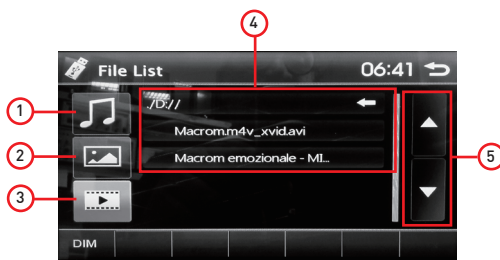 4
File List 06:41
1 ./D://
Macrom.m4v_xvid.avi
2 Macrom emozionale - MI...
5
3
DIM